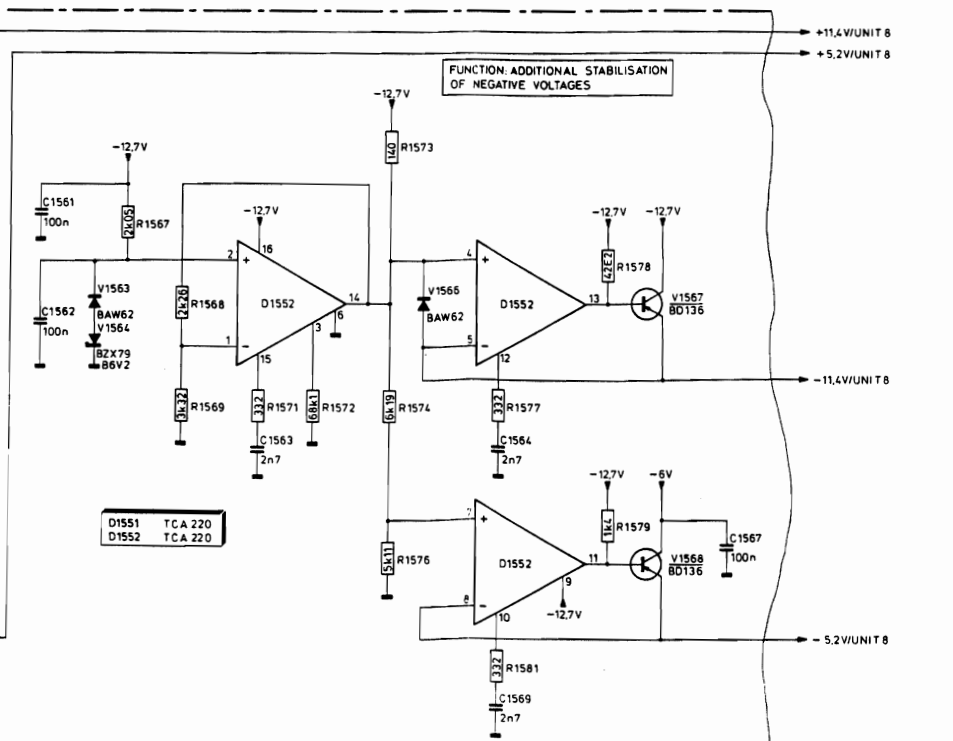 +11,4V/UNIT 8
+5,2V/UNIT 8
FUNCTION: ADDITIONAL STABILISATION
OF NEGATIVE VOLTAGES
-12,7V
140
R1573
-12,7V
C1561
100n
2k05
R1567
-12,7V
16
2
+
D1552
14
6
3
1
-
15
V1563
BAW62
V1564
BZX79
B6V2
C1562
100n
2k26
R1568
3k32
R1569
332
R1571
68k1
R1572
C1563
2n7
6k19
R1574
-12,7V
-12,7V
42E2
R1578
4
+
V1566
BAW62
D1552
13
V1567
BD136
5
-
12
-11,4V/UNIT 8
332
R1577
C1564
2n7
-12,7V
-6V
1k4
R1579
7
+
D1552
11
V1568
BD136
C1567
100n
5k11
R1576
8
-
9
10
-12,7V
- 5,2V/UNIT 8
332
R1581
C1569
2n7
D1551 TCA 220
D1552 TCA 220